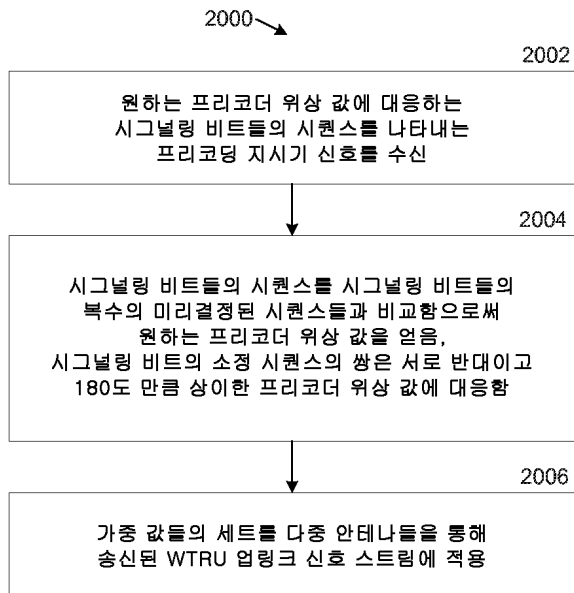 2000
2002
원하는 프리코더 위상 값에 대응하는
시그널링 비트들의 시퀀스를 나타내는
프리코딩 지시기 신호를 수신
2004
시그널링 비트들의 시퀀스를 시그널링 비트들의
복수의 미리결정된 시퀀스들과 비교함으로써
원하는 프리코더 위상 값을 얻음,
시그널링 비트의 소정 시퀀스의 쌍은 서로 반대이고
180도 만큼 상이한 프리코더 위상 값에 대응함
2006
가중 값들의 세트를 다중 안테나들을 통해
송신된 WTRU 업링크 신호 스트림에 적용